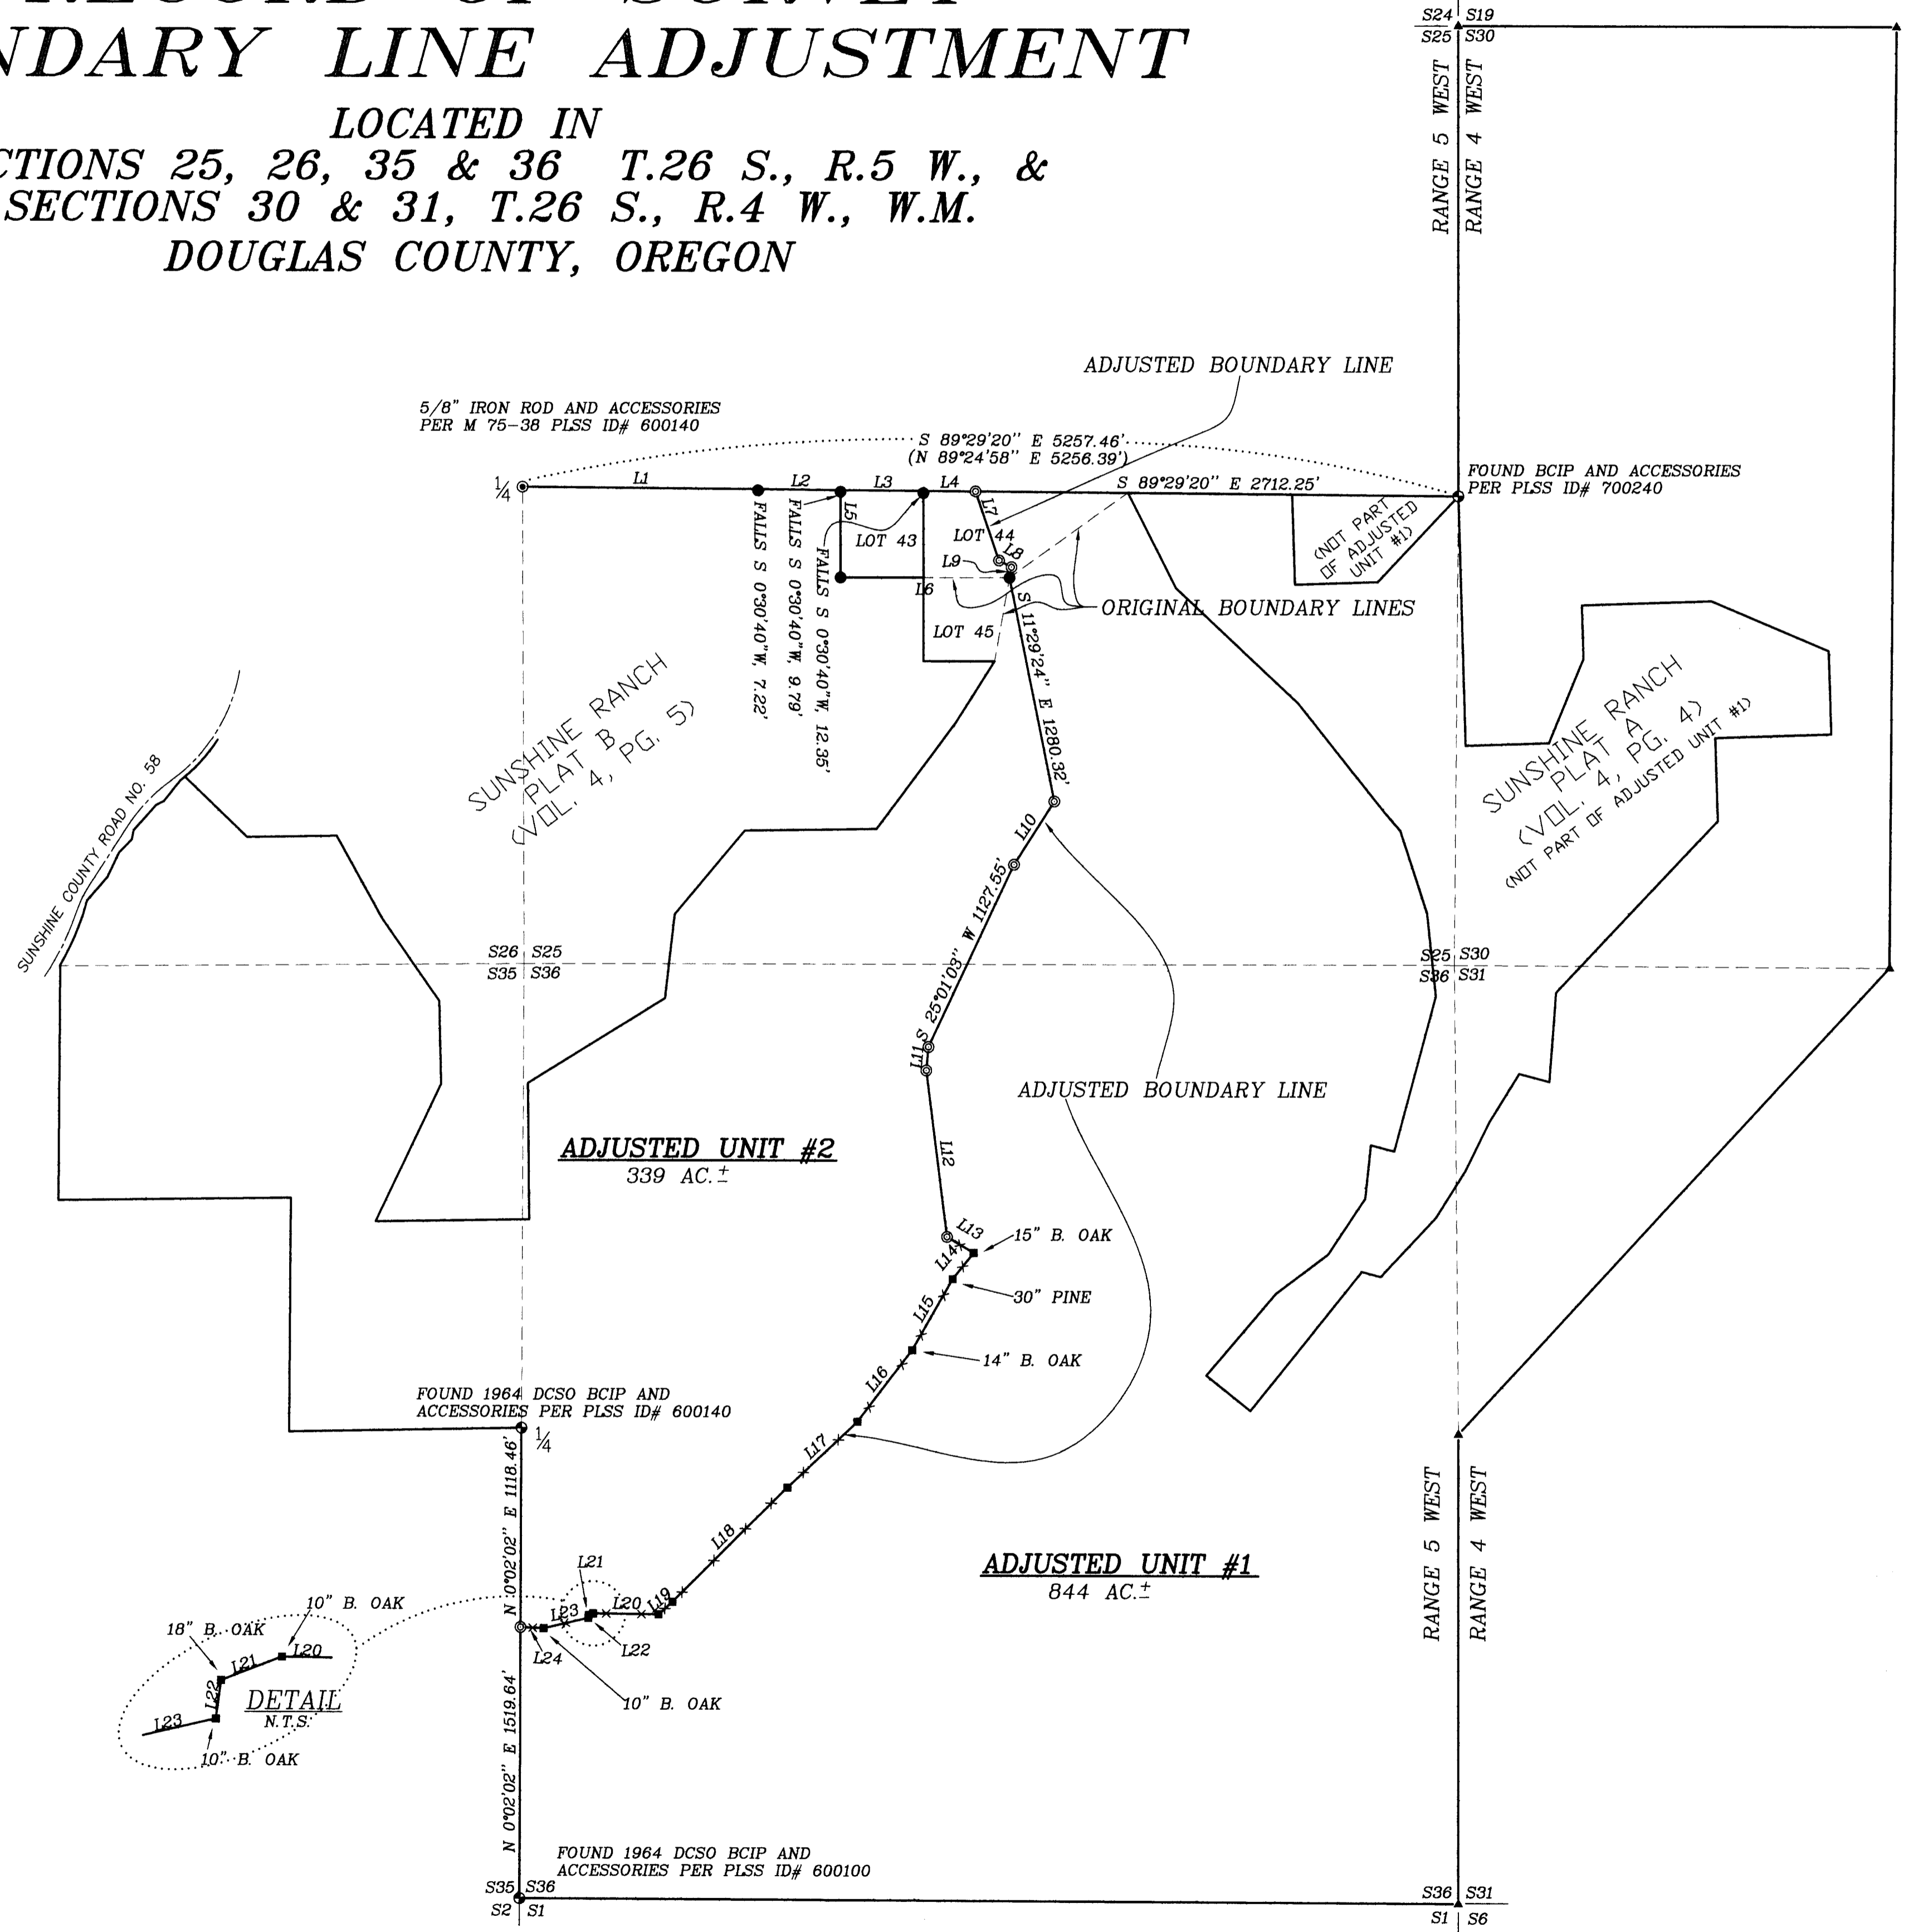 RECORD OF SURVEY
NDARY LINE ADJUSTMENT
LOCATED IN
CTIONS 25, 26, 35 & 36 T.26 S., R.5 W., &
SECTIONS 30 & 31, T.26 S., R.4 W., W.M.
DOUGLAS COUNTY, OREGON
S24 S19
S25 S30
RANGE 5 WEST
RANGE 4 WEST
ADJUSTED BOUNDARY LINE
5/8" IRON ROD AND ACCESSORIES
PER M 75-38 PLSS ID# 600140
S 89°29'20" E 5257.46'
(N 89°24'58" E 5256.39')
FOUND BCIP AND ACCESSORIES
PER PLSS ID# 700240
1/4
L1
L2
L3
L4
S 89°29'20" E 2712.25'
L5
L7
LOT 43
LOT 44
L8
L9
L6
LOT 45
(NOT PART
OF ADJUSTED
UNIT #1)
ORIGINAL BOUNDARY LINES
FALLS S 0°30'40"W, 7.22'
FALLS S 0°30'40"W, 9.79'
FALLS S 0°30'40"W, 12.35'
S 11°29'24" E 1280.32'
SUNSHINE RANCH
PLAT B
(VOL. 4, PG. 5)
SUNSHINE RANCH
PLAT A
(VOL. 4, PG. 4)
(NOT PART OF ADJUSTED UNIT #1)
SUNSHINE COUNTY ROAD NO. 58
L10
S 25°01'03" W 1127.55'
S26 S25
S35 S36
S25 S30
S36 S31
L11
ADJUSTED BOUNDARY LINE
L12
ADJUSTED UNIT #2
339 AC.±
L13
15" B. OAK
L14
30" PINE
L15
14" B. OAK
L16
FOUND 1964 DCSO BCIP AND
ACCESSORIES PER PLSS ID# 600140
1/4
N 0°02'02" E 1118.46'
L17
L18
RANGE 5 WEST
RANGE 4 WEST
ADJUSTED UNIT #1
844 AC.±
L21
L19
L20
L23
L22
L24
10" B. OAK
10" B. OAK
18" B. OAK
L20
L21
L22
DETAIL
N.T.S.
L23
10" B. OAK
N 0°02'02" E 1519.64'
FOUND 1964 DCSO BCIP AND
ACCESSORIES PER PLSS ID# 600100
S35 S36
S2 S1
S36 S31
S1 S6